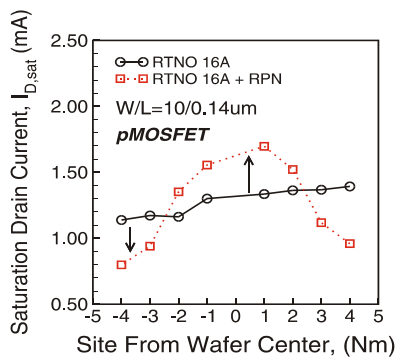 Saturation Drain Current, I_D,sat (mA)
2.50
2.00
1.50
1.00
0.50
RTNO 16A
RTNO 16A + RPN
W/L=10/0.14um
pMOSFET
-5 -4 -3 -2 -1 0 1 2 3 4 5
Site From Wafer Center, (Nm)